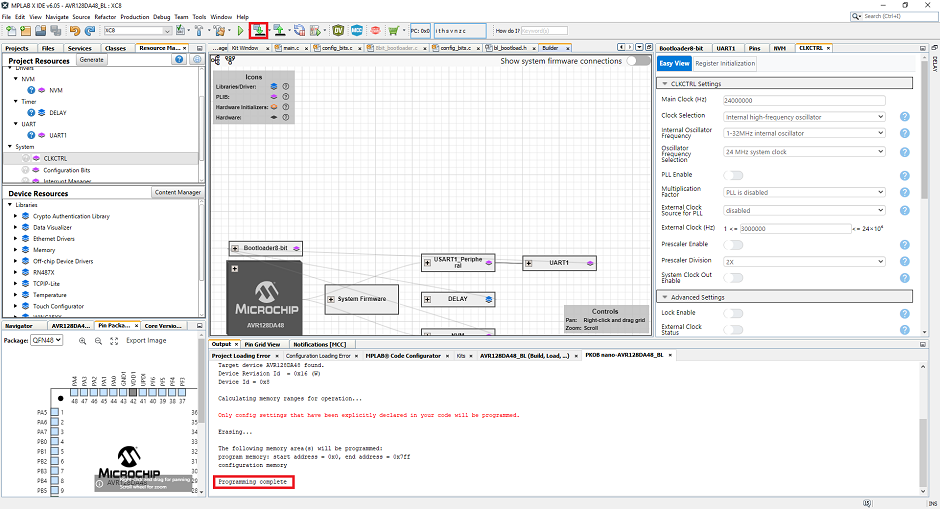 MPLAB X IDE v6.05 - AVR128DA48_BL : XC8
File Edit View Navigate Source Refactor Production Debug Team Tools Window Help
Search (Ctrl+I)
XC8
DV
MCC
PC: 0x0
i t h s v n z c
How do I?
Keyword(s)
Projects
Files
Services
Classes
Resource Ma...
Project Resources
Generate
Drivers
NVM
NVM
Timer
DELAY
UART
UART1
System
CLKCTRL
Configuration Bits
Interrupt Manager
Device Resources
Content Manager
Libraries
Crypto Authentication Library
Data Visualizer
Ethernet Drivers
Memory
Off-chip Device Drivers
RN487X
TCPIP-Lite
Temperature
Touch Configurator
Navigator
AVR128DA4...
Pin Packa...
Core Versio...
Package:
QFN48
Export Image
PA4 PA3 PA2 PA1 PA0 GND1 VDD1 UPDI PF6 PF5 PF4 PF3
48 47 46 45 44 43 42 41 40 39 38 37
PA5 1 36
PA6 2 35
PA7 3 34
PB0 4 33
PB1 5 32
PB2 6 31
PB3 7 30
PB4 8 29
PB5 9 28
MICROCHIP
AVR128DA48
Scroll wheel for zoom
...age
Kit Window
main.c
config_bits.c
config_bits.c
bl_bootload.h
Builder
Show system firmware connections
Icons
Libraries/Driver:
PLIB:
Hardware Initializers:
Hardware:
Bootloader8-bit
MICROCHIP
AVR128DA48
System Firmware
USART1_Periphe
ral
UART1
DELAY
NVM
Controls
Pan: Right-click and drag grid
Zoom: Scroll
Output
Pin Grid View
Notifications [MCC]
Project Loading Error
Configuration Loading Error
MPLAB® Code Configurator
Kits
AVR128DA48_BL (Build, Load, ...)
PKOB nano-AVR128DA48_BL
Target device AVR128DA48 found.
Device Revision Id = 0x16 (W)
Device Id = 0x8
Calculating memory ranges for operation...
Only config settings that have been explicitly declared in your code will be programmed.
Erasing...
The following memory area(s) will be programmed:
program memory: start address = 0x0, end address = 0x7ff
configuration memory
Programming complete
Bootloader8-bit
UART1
Pins
NVM
CLKCTRL
Easy View
Register Initialization
CLKCTRL Settings
Main Clock (Hz)
24000000
Clock Selection
Internal high-frequency oscillator
Internal Oscillator
Frequency
1-32MHz internal oscillator
Oscillator
Frequency
Selection
24 MHz system clock
PLL Enable
Multiplication
Factor
PLL is disabled
External Clock
Source for PLL
disabled
External Clock (Hz)
1 <= 3000000 <= 24×10⁶
Prescaler Enable
Prescaler Division
2X
System Clock Out
Enable
Advanced Settings
Lock Enable
External Clock
Status
DELAY
INS